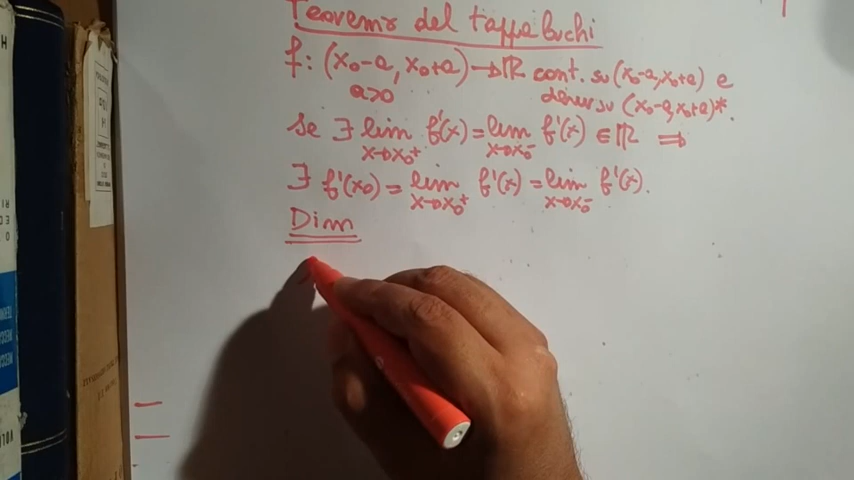 Teorema del tappabuchi
f: (x₀-a, x₀+a) → ℝ cont. su (x₀-a, x₀+a) e
a>0 deriv su (x₀-a, x₀+a)*.
se ∃ lim f'(x) = lim f'(x) ∈ ℝ ⇒
x→x₀⁺ x→x₀⁻
∃ f'(x₀) = lim f'(x) = lim f'(x).
x→x₀⁺ x→x₀⁻
Dim